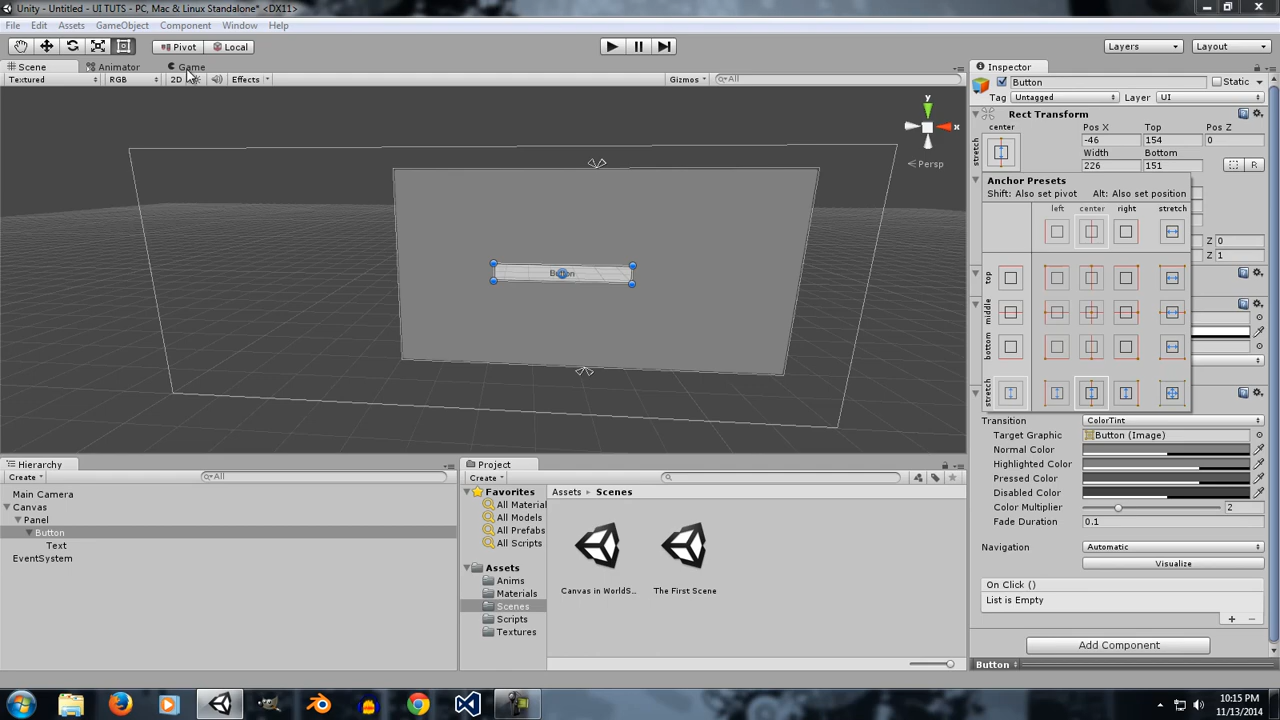 Unity - Untitled - UI TUTS - PC, Mac & Linux Standalone* <DX11>
File Edit Assets GameObject Component Window Help
Pivot Local Layers Layout
Scene Animator Game Inspector
Textured RGB 2D Effects Gizmos All
Button Static
Tag Untagged Layer UI
Rect Transform
center Pos X Top Pos Z
stretch -46 154 0
Width Bottom
226 151 R
y
x
Persp
Anchor Presets
Shift: Also set pivot Alt: Also set position
left center right stretch
top
middle
bottom
stretch
Z 0
Z 1
Button
Transition ColorTint
Target Graphic Button (Image)
Normal Color
Highlighted Color
Pressed Color
Disabled Color
Color Multiplier 2
Fade Duration 0.1
Navigation Automatic
Visualize
On Click ()
List is Empty
Add Component
Button
Hierarchy
Create All
Main Camera
Canvas
Panel
Button
Text
EventSystem
Project
Create
Favorites
All Material
All Models
All Prefabs
All Scripts
Assets
Anims
Materials
Scenes
Scripts
Textures
Assets Scenes
Canvas in WorldS... The First Scene
10:15 PM
11/13/2014